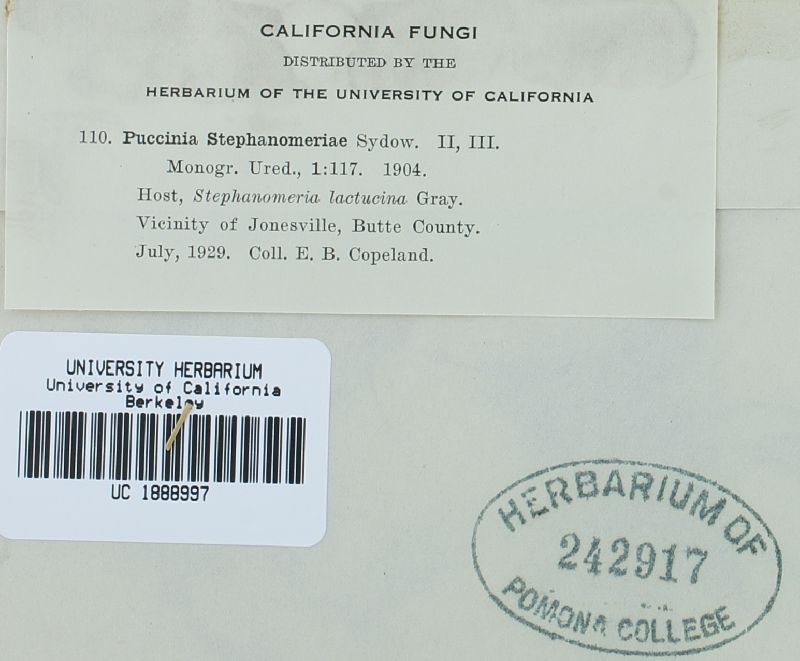 CALIFORNIA FUNGI
DISTRIBUTED BY THE
HERBARIUM OF THE UNIVERSITY OF CALIFORNIA
110. Puccinia Stephanomeriae Sydow. II, III.
Monogr. Ured., 1:117. 1904.
Host, Stephanomeria lactucina Gray.
Vicinity of Jonesville, Butte County.
July, 1929. Coll. E. B. Copeland.
UNIVERSITY HERBARIUM
University of California
Berkeley
UC 1888997
HERBARIUM OF
242917
POMONA COLLEGE